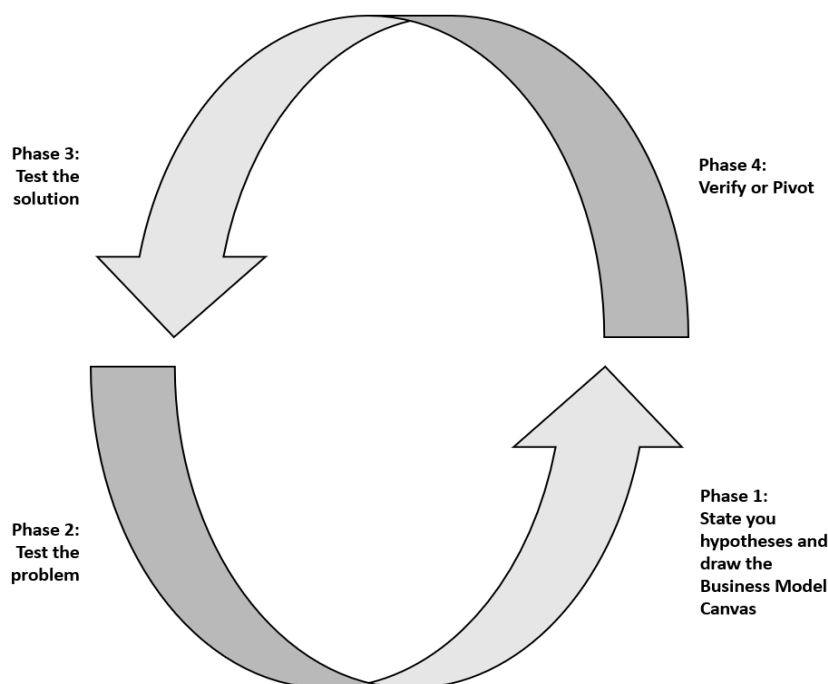 Phase 3:
Test the
solution
Phase 4:
Verify or Pivot
Phase 2:
Test the
problem
Phase 1:
State you
hypotheses and
draw the
Business Model
Canvas